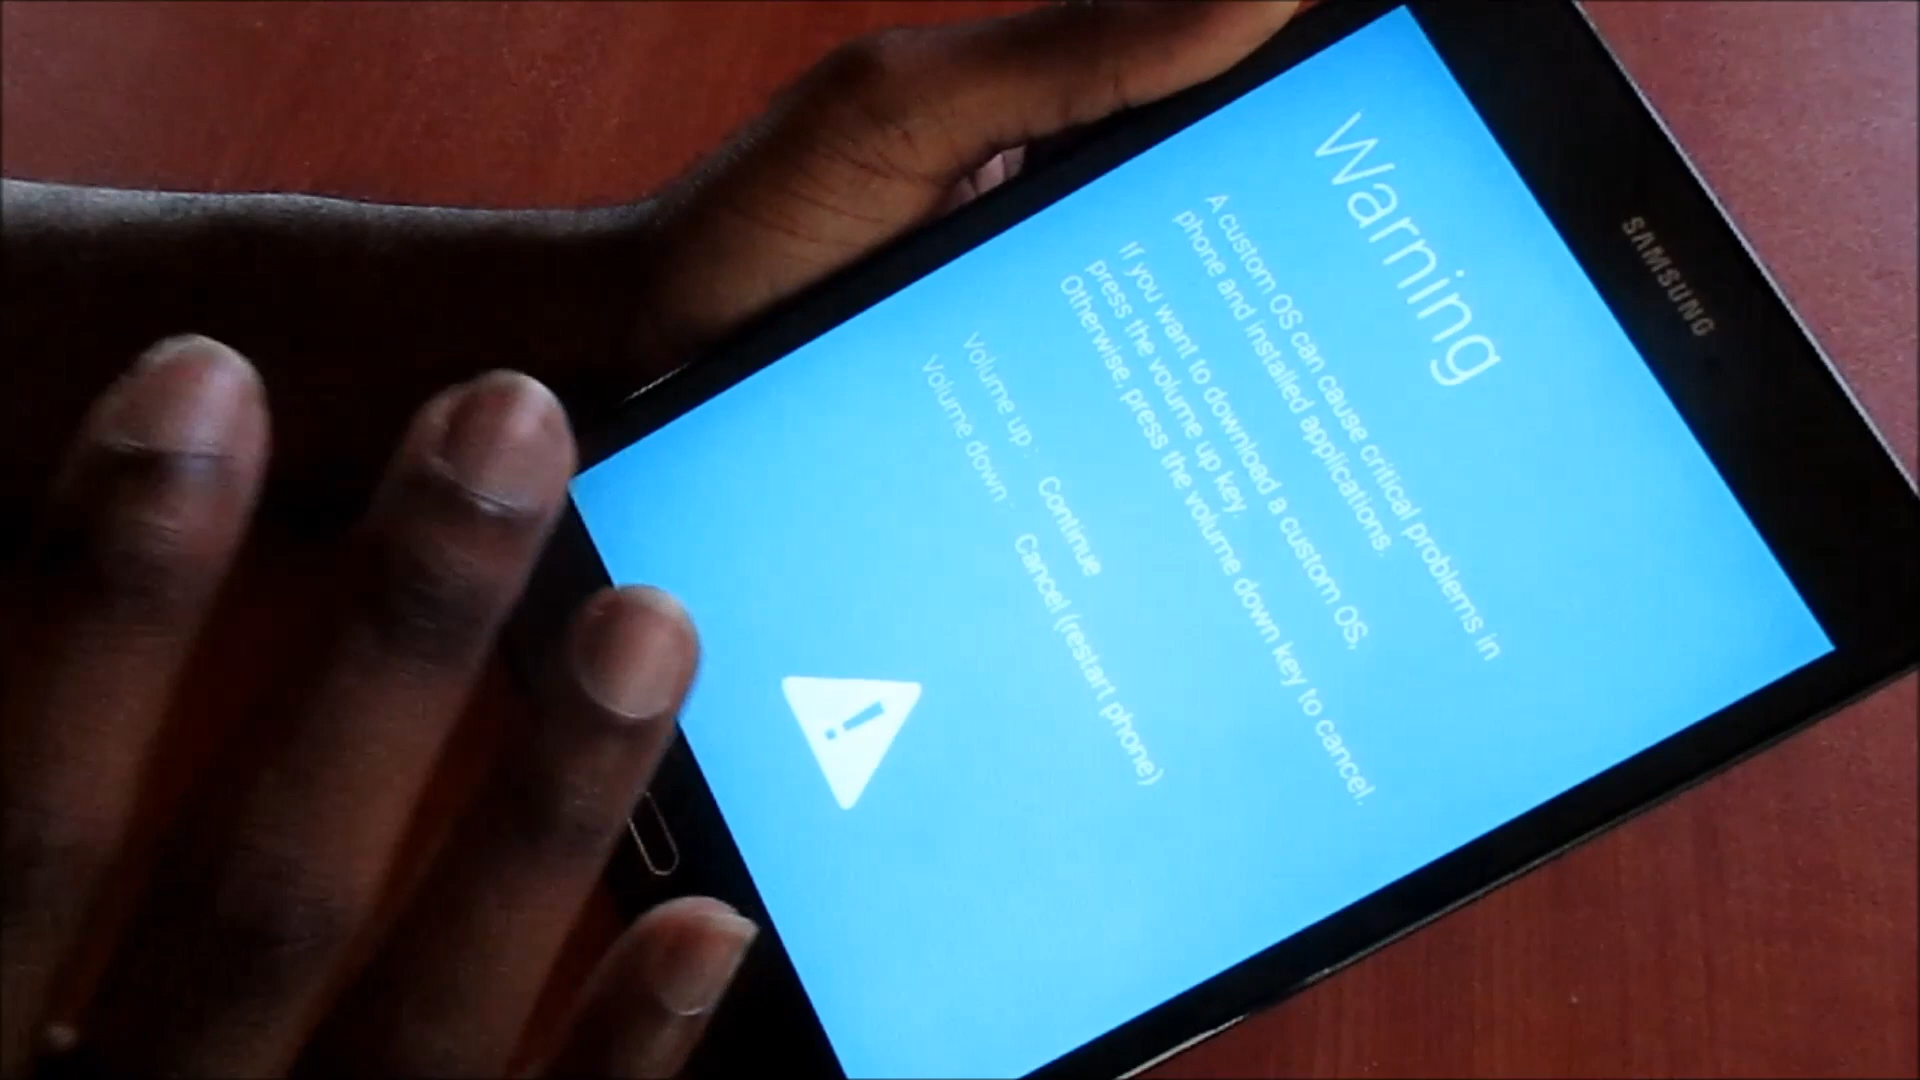 SAMSUNG
Warning
A custom OS can cause critical problems in
phone and installed applications.
If you want to download a custom OS,
press the volume up key.
Otherwise, press the volume down key to cancel.
Volume up : Continue
Volume down : Cancel (restart phone)